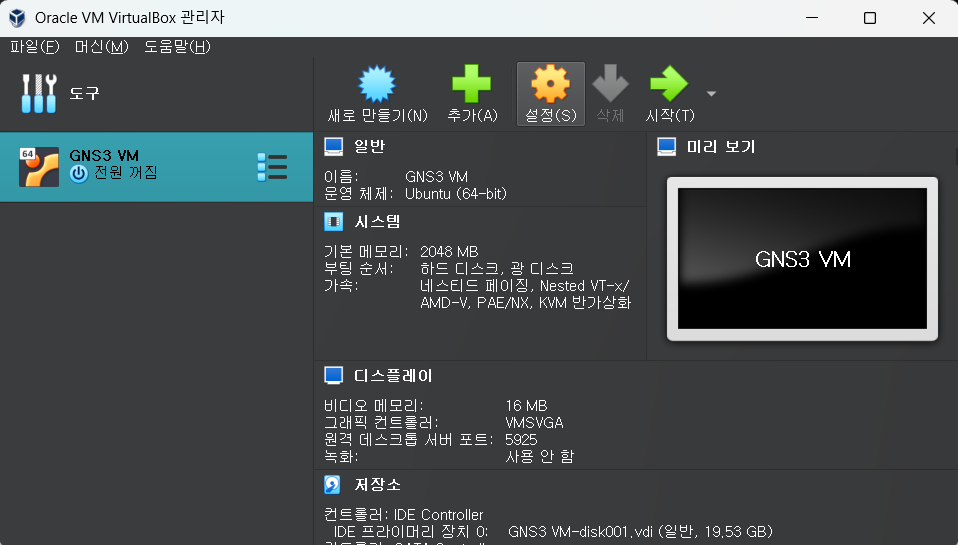 Oracle VM VirtualBox 관리자
파일(F) 머신(M) 도움말(H)
도구
새로 만들기(N) 추가(A) 설정(S) 삭제 시작(T)
64
GNS3 VM
전원 꺼짐
일반
이름: GNS3 VM
운영 체제: Ubuntu (64-bit)
미리 보기
GNS3 VM
시스템
기본 메모리: 2048 MB
부팅 순서: 하드 디스크, 광 디스크
가속: 네스티드 페이징, Nested VT-x/
AMD-V, PAE/NX, KVM 반가상화
디스플레이
비디오 메모리: 16 MB
그래픽 컨트롤러: VMSVGA
원격 데스크톱 서버 포트: 5925
녹화: 사용 안 함
저장소
컨트롤러: IDE Controller
IDE 프라이머리 장치 0: GNS3 VM-disk001.vdi (일반, 19.53 GB)